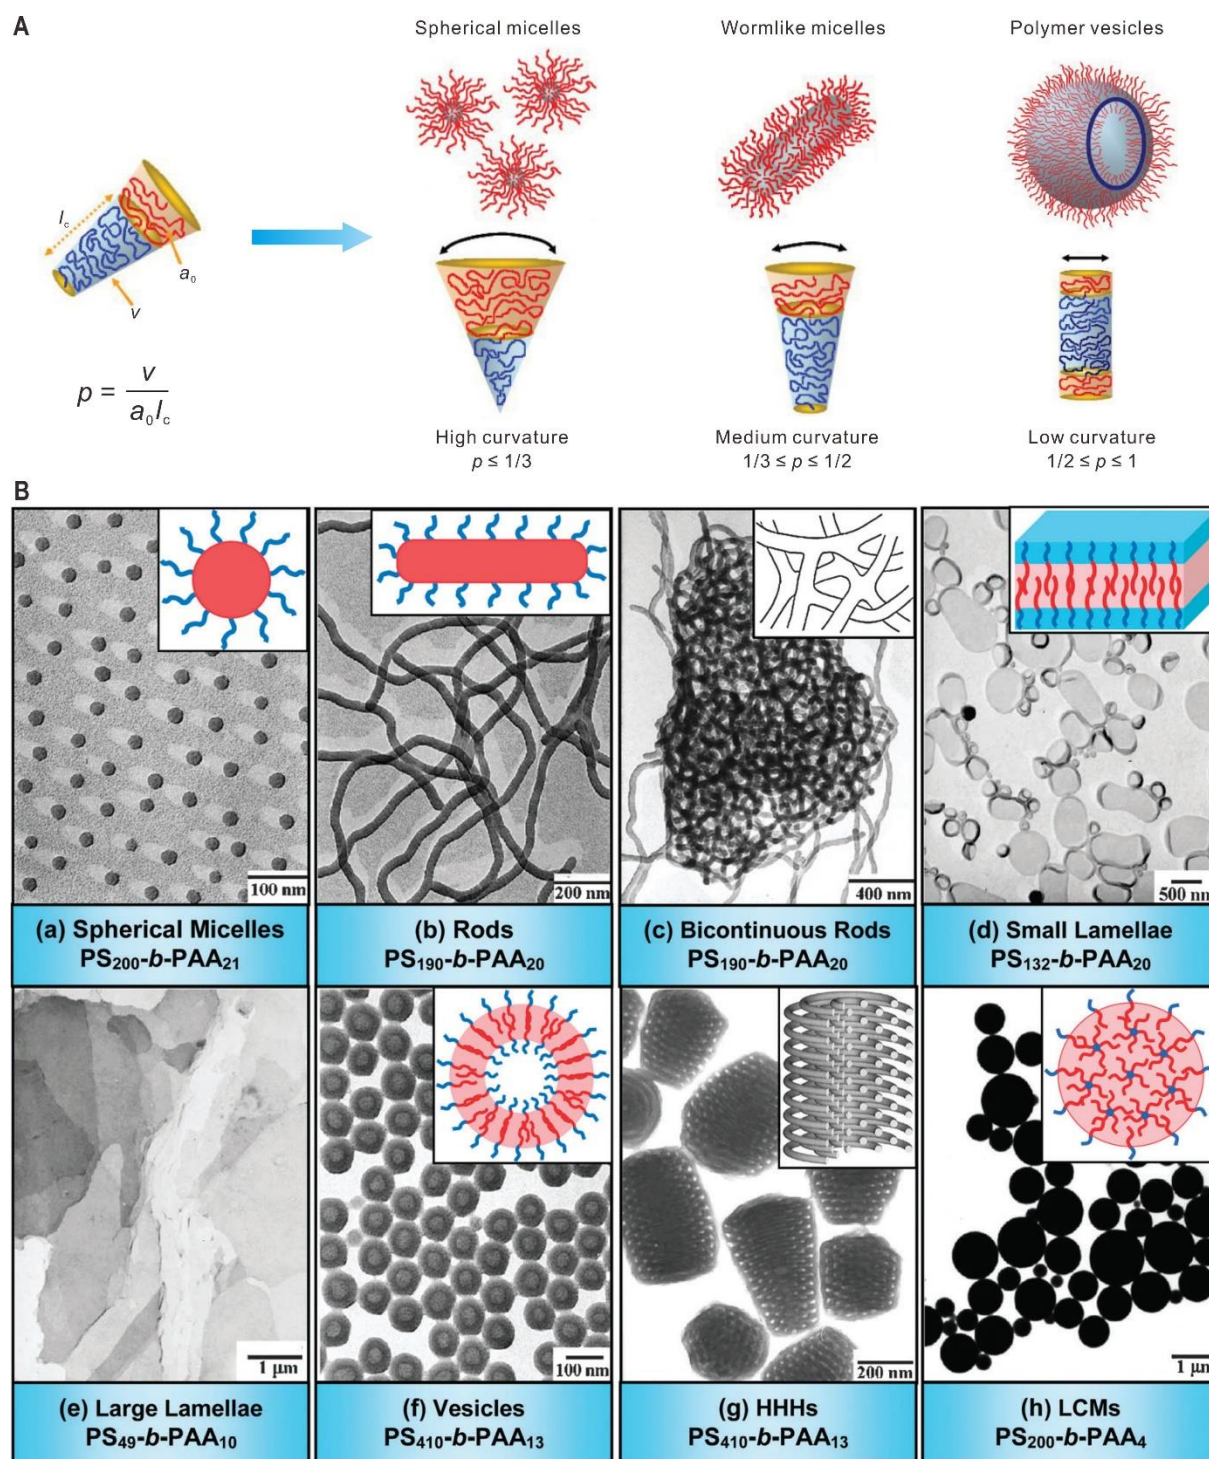 A
Spherical micelles
Wormlike micelles
Polymer vesicles
lc
a0
v
p = v / a0lc
High curvature
p ≤ 1/3
Medium curvature
1/3 ≤ p ≤ 1/2
Low curvature
1/2 ≤ p ≤ 1
B
100 nm
200 nm
400 nm
500 nm
(a) Spherical Micelles
PS200-b-PAA21
(b) Rods
PS190-b-PAA20
(c) Bicontinuous Rods
PS190-b-PAA20
(d) Small Lamellae
PS132-b-PAA20
1 μm
100 nm
200 nm
1 μm
(e) Large Lamellae
PS49-b-PAA10
(f) Vesicles
PS410-b-PAA13
(g) HHHs
PS410-b-PAA13
(h) LCMs
PS200-b-PAA4